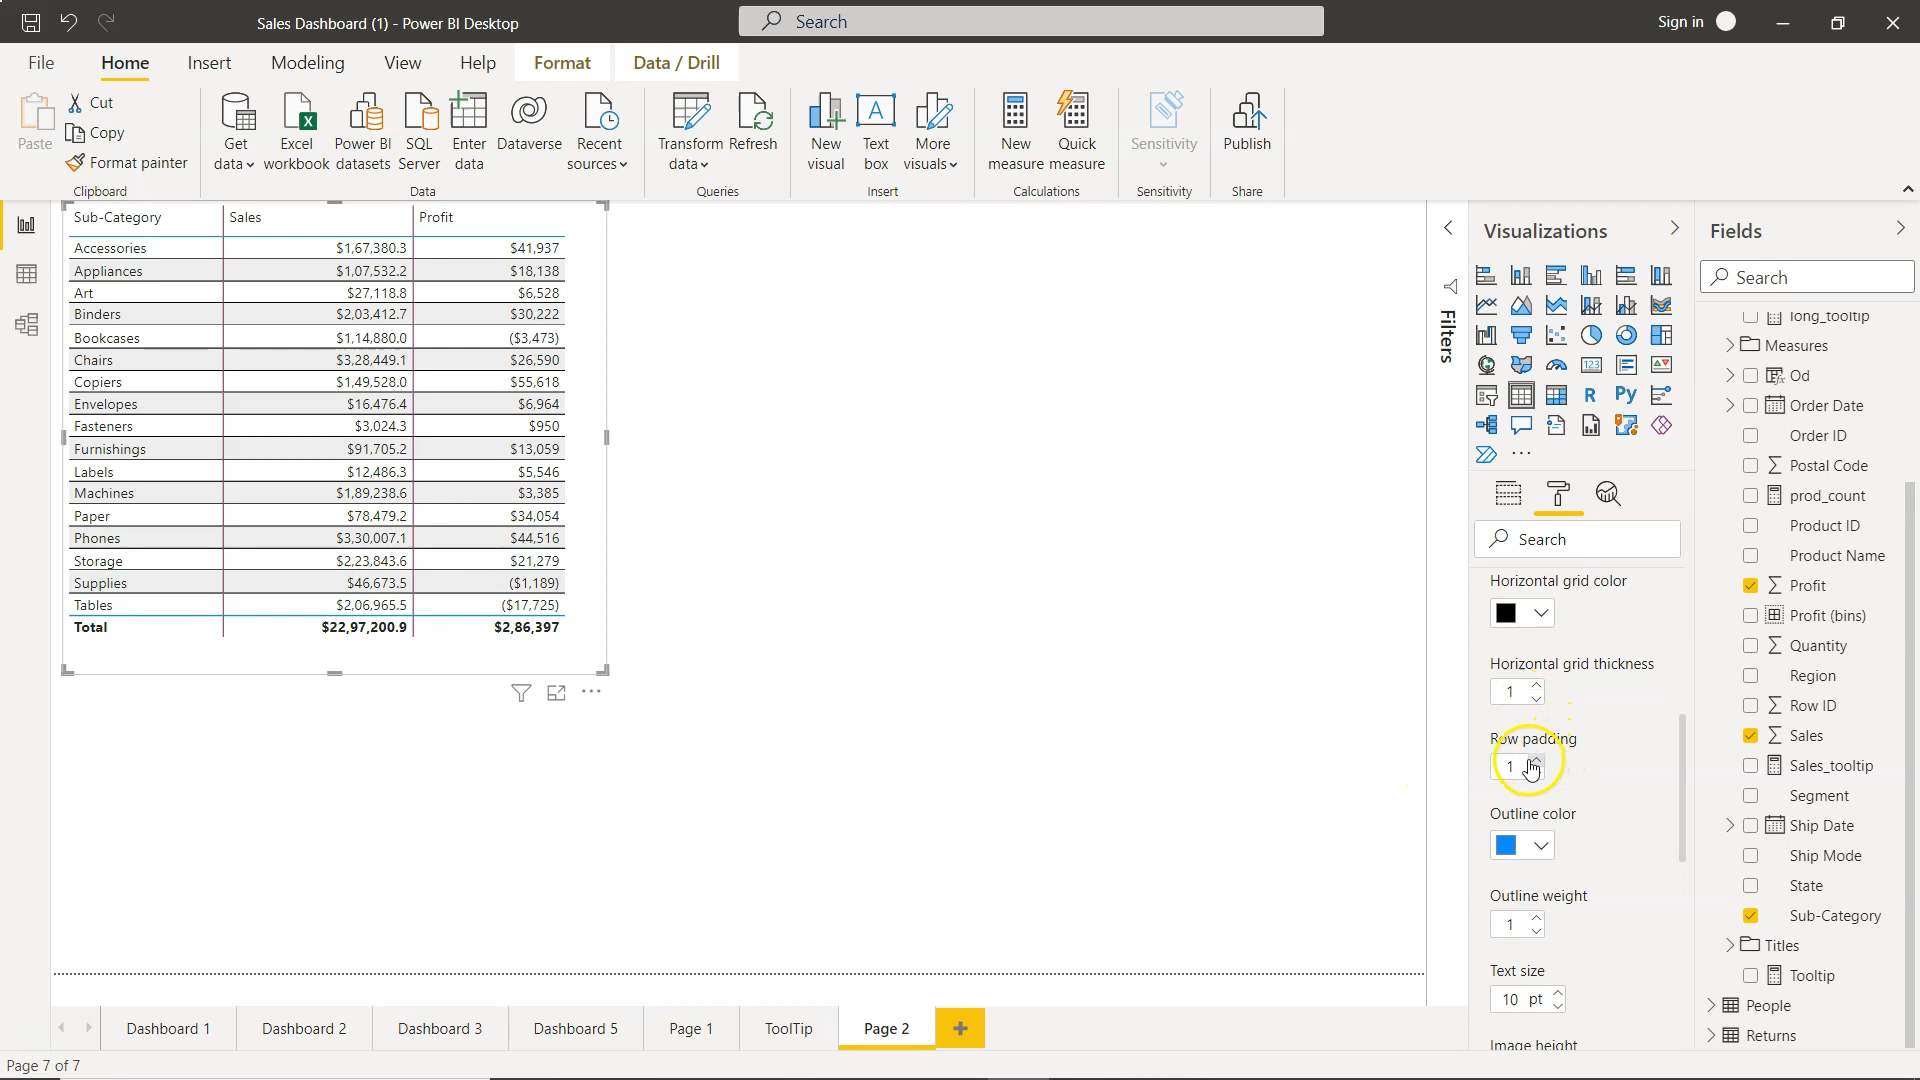 Sales Dashboard (1) - Power BI Desktop
Search
Sign in
File
Home
Insert
Modeling
View
Help
Format
Data / Drill
Paste
Cut
Copy
Format painter
Clipboard
Get data
Excel workbook
Power BI datasets
SQL Server
Enter data
Dataverse
Recent sources
Data
Transform data
Refresh
Queries
New visual
Text box
More visuals
Insert
New measure
Quick measure
Calculations
Sensitivity
Sensitivity
Publish
Share
Sub-Category Sales Profit
Accessories $1,67,380.3 $41,937
Appliances $1,07,532.2 $18,138
Art $27,118.8 $6,528
Binders $2,03,412.7 $30,222
Bookcases $1,14,880.0 ($3,473)
Chairs $3,28,449.1 $26,590
Copiers $1,49,528.0 $55,618
Envelopes $16,476.4 $6,964
Fasteners $3,024.3 $950
Furnishings $91,705.2 $13,059
Labels $12,486.3 $5,546
Machines $1,89,238.6 $3,385
Paper $78,479.2 $34,054
Phones $3,30,007.1 $44,516
Storage $2,23,843.6 $21,279
Supplies $46,673.5 ($1,189)
Tables $2,06,965.5 ($17,725)
Total $22,97,200.9 $2,86,397
Filters
Visualizations
123
R
Py
Search
Horizontal grid color
Horizontal grid thickness
1
Row padding
1
Outline color
Outline weight
1
Text size
10 pt
Image height
Fields
Search
long_tooltip
Measures
Od
Order Date
Order ID
Postal Code
prod_count
Product ID
Product Name
Profit
Profit (bins)
Quantity
Region
Row ID
Sales
Sales_tooltip
Segment
Ship Date
Ship Mode
State
Sub-Category
Titles
Tooltip
People
Returns
Dashboard 1
Dashboard 2
Dashboard 3
Dashboard 5
Page 1
ToolTip
Page 2
Page 7 of 7